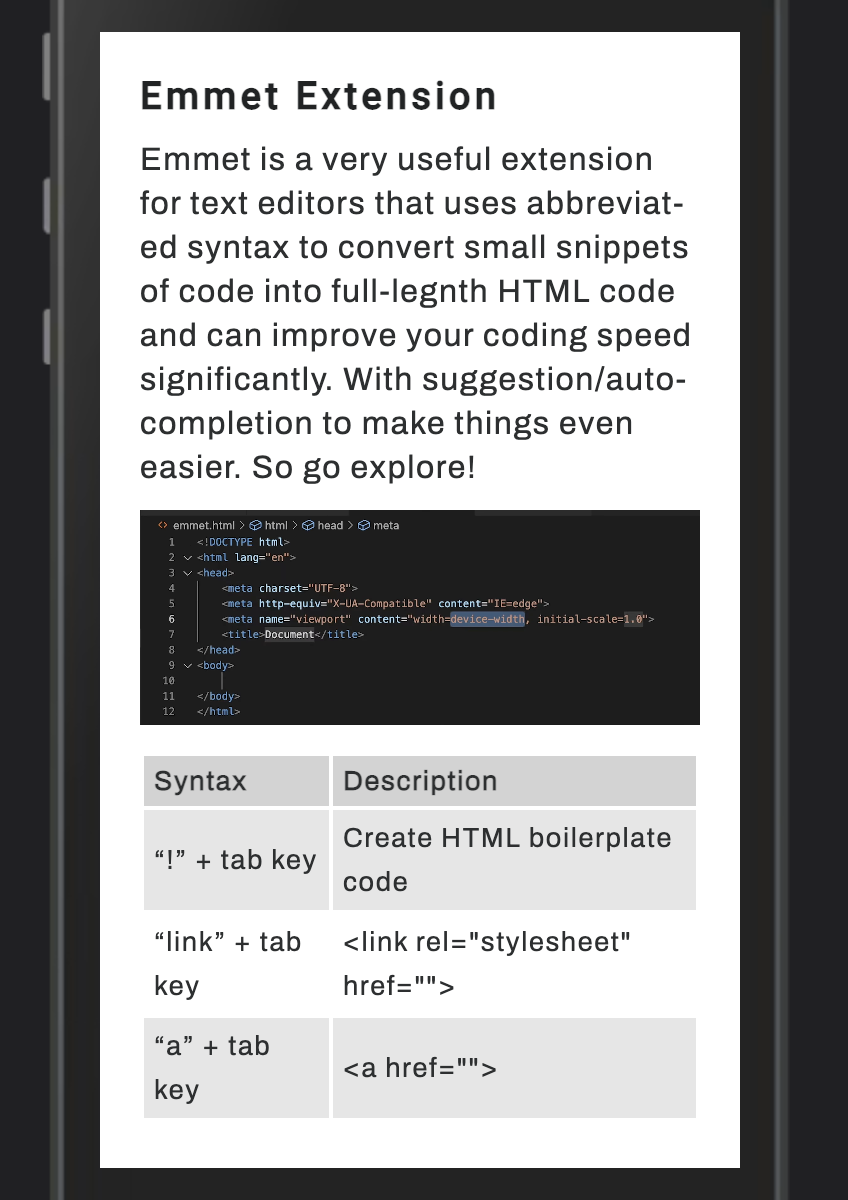 Emmet Extension
Emmet is a very useful extension
for text editors that uses abbreviat-
ed syntax to convert small snippets
of code into full-legnth HTML code
and can improve your coding speed
significantly. With suggestion/auto-
completion to make things even
easier. So go explore!
<> emmet.html > html > head > meta
1 <!DOCTYPE html>
2 <html lang="en">
3 <head>
4 <meta charset="UTF-8">
5 <meta http-equiv="X-UA-Compatible" content="IE=edge">
6 <meta name="viewport" content="width=device-width, initial-scale=1.0">
7 <title>Document</title>
8 </head>
9 <body>
10
11 </body>
12 </html>
Syntax Description
“!” + tab key Create HTML boilerplate
code
“link” + tab <link rel="stylesheet"
key href="">
“a” + tab
key <a href="">